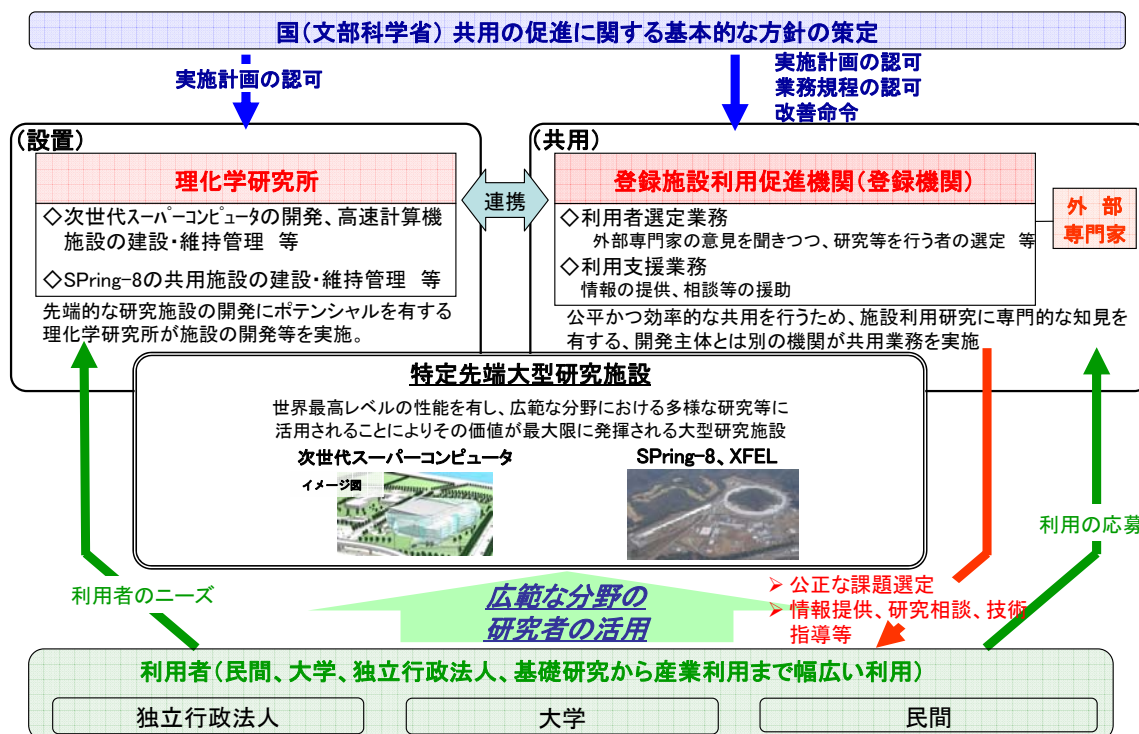 国(文部科学省) 共用の促進に関する基本的な方針の策定
実施計画の認可
実施計画の認可
業務規程の認可
改善命令
(設置)
理化学研究所
◇次世代スーパーコンピュータの開発、高速計算機
施設の建設・維持管理 等
◇SPring-8の共用施設の建設・維持管理 等
先端的な研究施設の開発にポテンシャルを有する
理化学研究所が施設の開発等を実施。
連携
(共用)
登録施設利用促進機関(登録機関)
◇利用者選定業務
外部専門家の意見を聞きつつ、研究等を行う者の選定 等
◇利用支援業務
情報の提供、相談等の援助
外 部
専門家
公平かつ効率的な共用を行うため、施設利用研究に専門的な知見を
有する、開発主体とは別の機関が共用業務を実施
特定先端大型研究施設
世界最高レベルの性能を有し、広範な分野における多様な研究等に
活用されることによりその価値が最大限に発揮される大型研究施設
次世代スーパーコンピュータ
イメージ図
SPring-8、XFEL
利用の応募
利用者のニーズ
広範な分野の
研究者の活用
➢ 公正な課題選定
➢ 情報提供、研究相談、技術
指導等
利用者(民間、大学、独立行政法人、基礎研究から産業利用まで幅広い利用)
独立行政法人
大学
民間